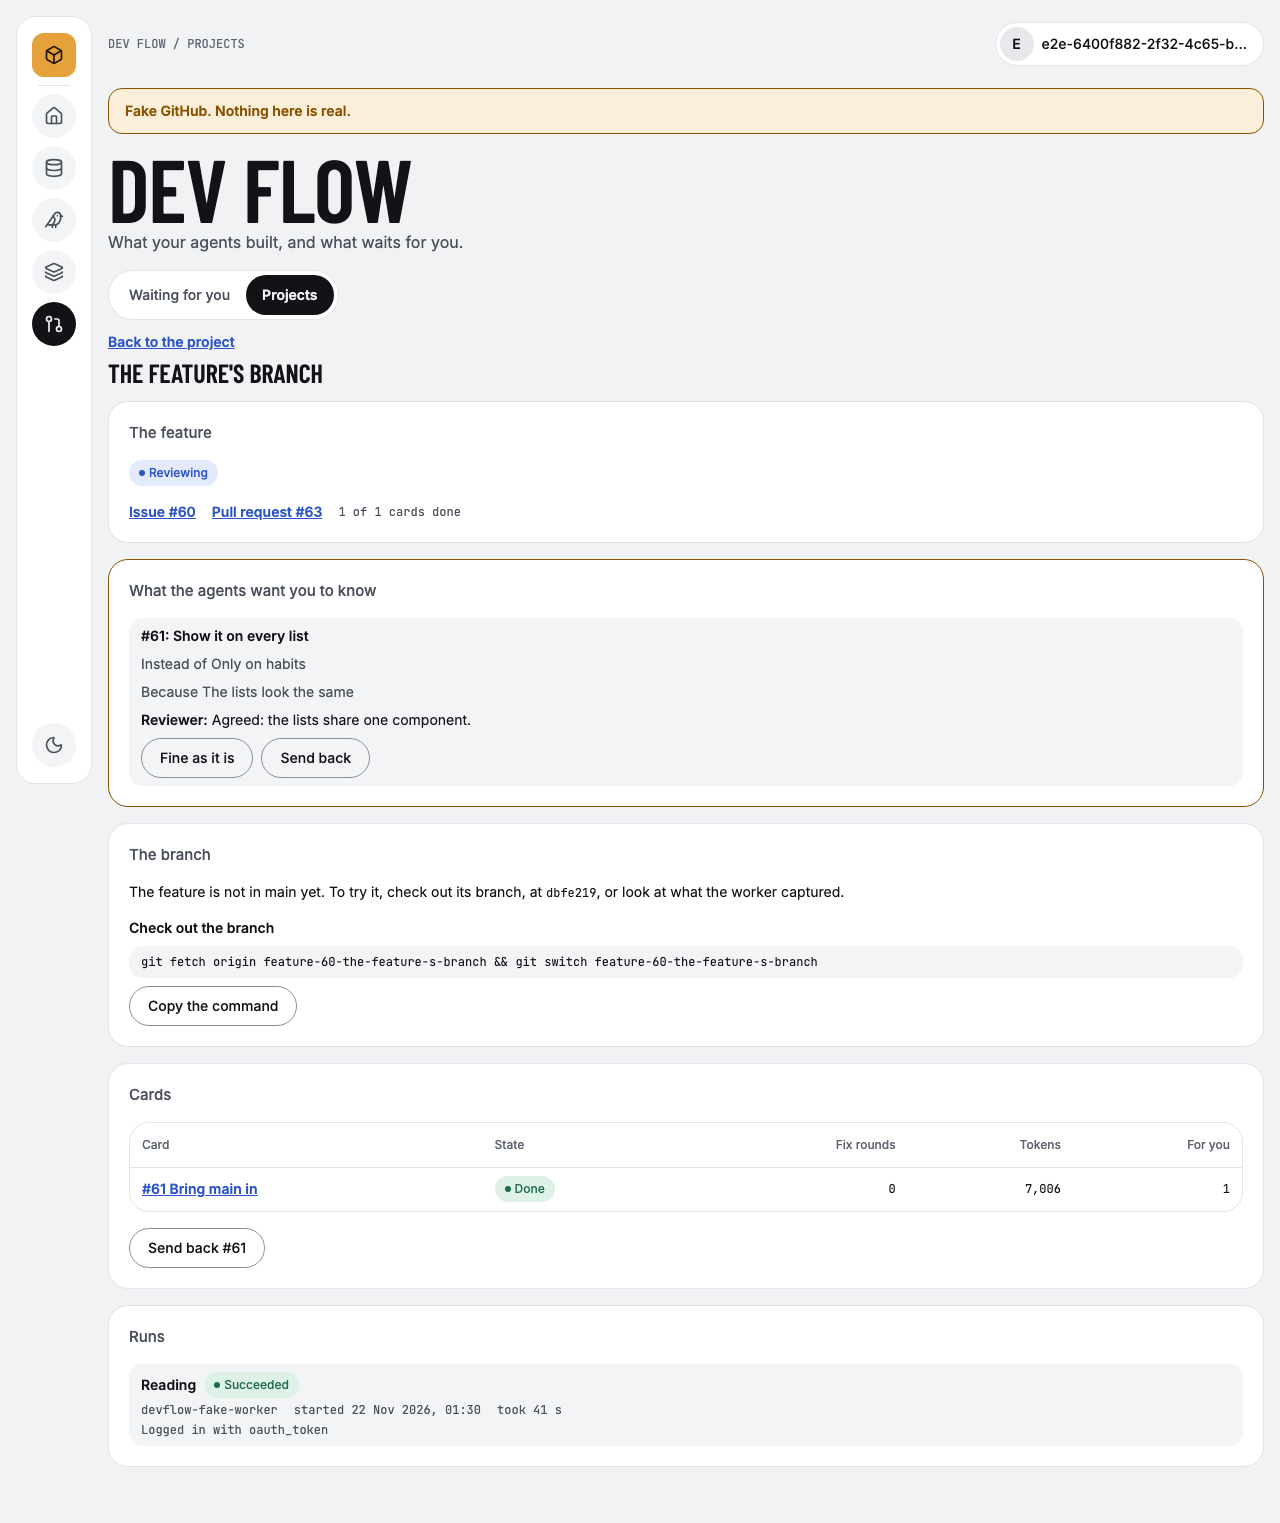 DEV FLOW / PROJECTS
E
e2e-6400f882-2f32-4c65-b...
Fake GitHub. Nothing here is real.
DEV FLOW
What your agents built, and what waits for you.
Waiting for you
Projects
Back to the project
THE FEATURE'S BRANCH
The feature
Reviewing
Issue #60 Pull request #63 1 of 1 cards done
What the agents want you to know
#61: Show it on every list
Instead of Only on habits
Because The lists look the same
Reviewer: Agreed: the lists share one component.
Fine as it is
Send back
The branch
The feature is not in main yet. To try it, check out its branch, at dbfe219, or look at what the worker captured.
Check out the branch
git fetch origin feature-60-the-feature-s-branch && git switch feature-60-the-feature-s-branch
Copy the command
Cards
Card State Fix rounds Tokens For you
#61 Bring main in Done 0 7,006 1
Send back #61
Runs
Reading Succeeded
devflow-fake-worker started 22 Nov 2026, 01:30 took 41 s
Logged in with oauth_token